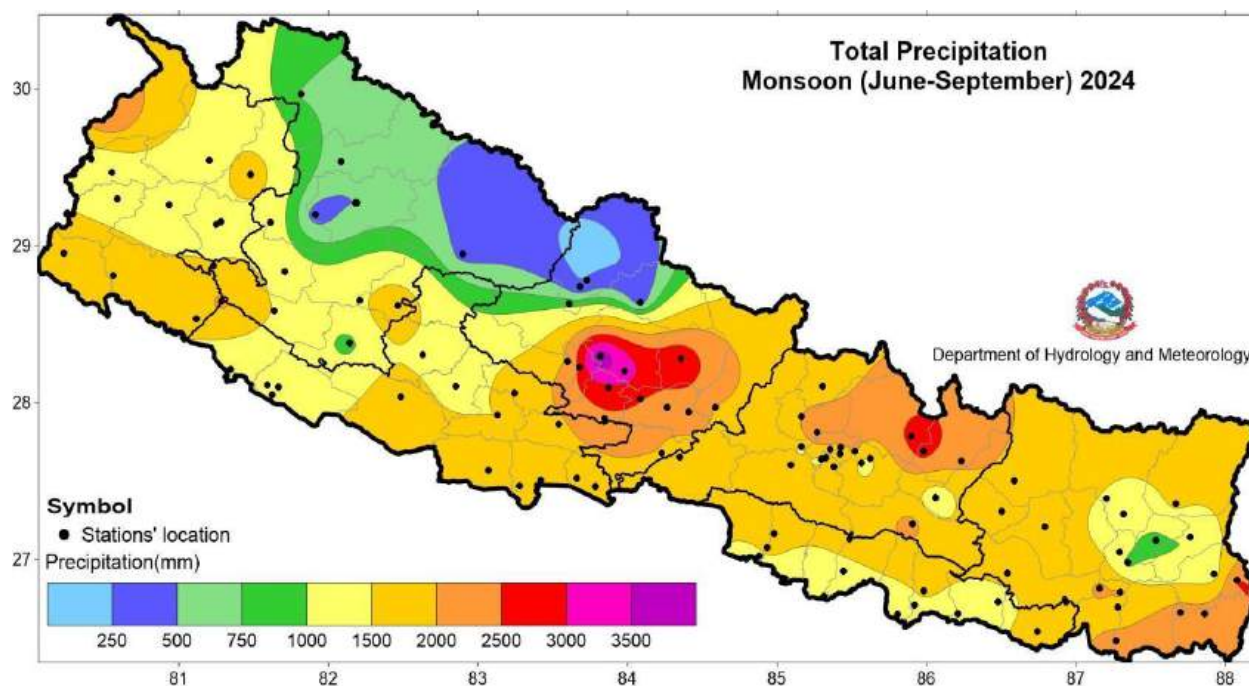 Total Precipitation
Monsoon (June-September) 2024
30
29
28
27
Department of Hydrology and Meteorology
Symbol
Stations' location
Precipitation(mm)
250 500 750 1000 1500 2000 2500 3000 3500
81 82 83 84 85 86 87 88